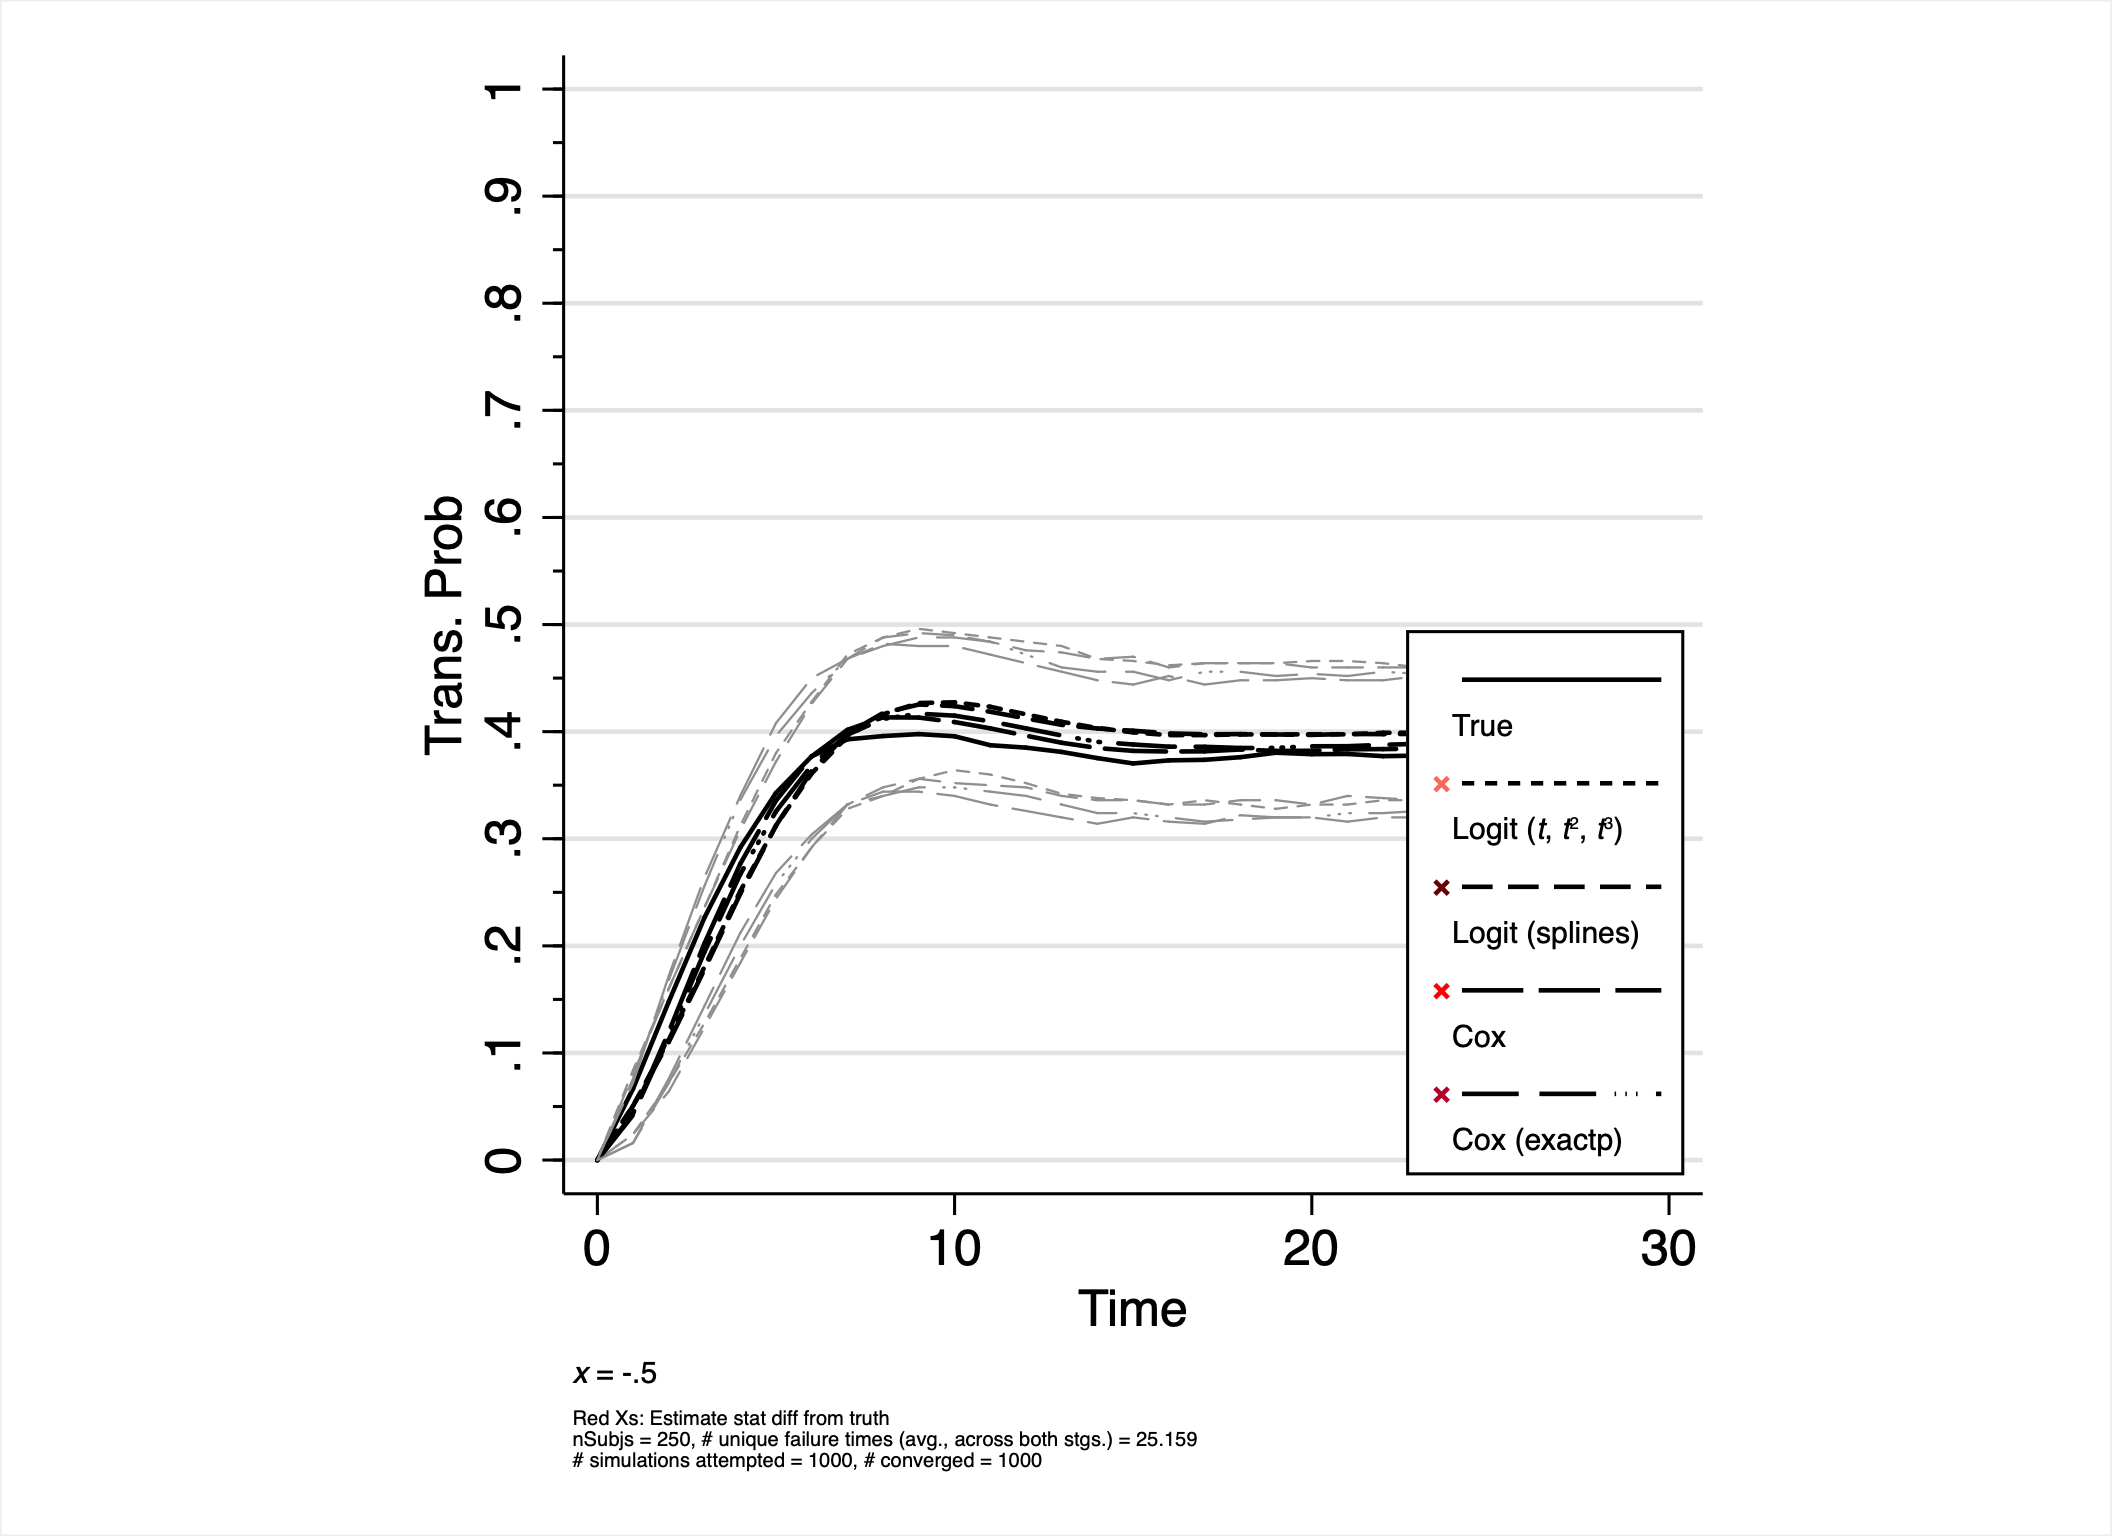 1
.9
.8
.7
.6
.5
.4
.3
.2
.1
0
Trans. Prob
0 10 20 30
Time
True
Logit (t, t², t³)
Logit (splines)
Cox
Cox (exactp)
x = -.5
Red Xs: Estimate stat diff from truth
nSubjs = 250, # unique failure times (avg., across both stgs.) = 25.159
# simulations attempted = 1000, # converged = 1000